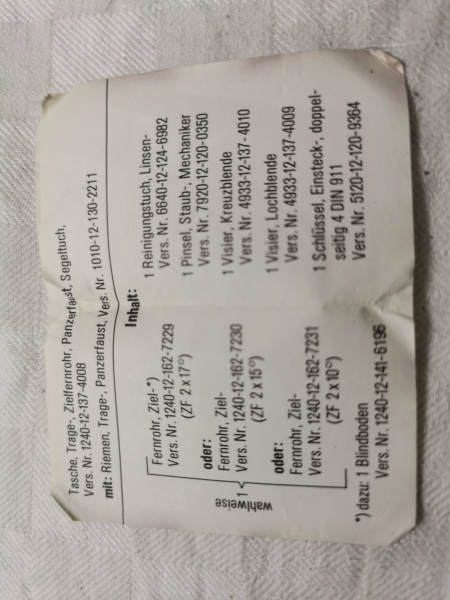 Tasche, Trage-, Zielfernrohr, Panzerfaust, Segeltuch,
Vers. Nr. 1240-12-137-4008
mit: Riemen, Trage-, Panzerfaust, Vers. Nr. 1010-12-130-2211
Inhalt:
wahlweise
1
Fernrohr, Ziel-*)
Vers. Nr. 1240-12-162-7229
(ZF 2 x 17°)
oder:
Fernrohr, Ziel-
Vers. Nr. 1240-12-162-7230
(ZF 2 x 15°)
oder:
Fernrohr, Ziel-
Vers. Nr. 1240-12-162-7231
(ZF 2 x 10°)
*) dazu: 1 Blindboden
Vers. Nr. 1240-12-141-6196
1 Reinigungstuch, Linsen-
Vers. Nr. 6640-12-124-6982
1 Pinsel, Staub-, Mechaniker
Vers. Nr. 7920-12-120-0350
1 Visier, Kreuzblende
Vers. Nr. 4933-12-137-4010
1 Visier, Lochblende
Vers. Nr. 4933-12-137-4009
1 Schlüssel, Einsteck-, doppel-
seitig 4 DIN 911
Vers. Nr. 5120-12-120-9364